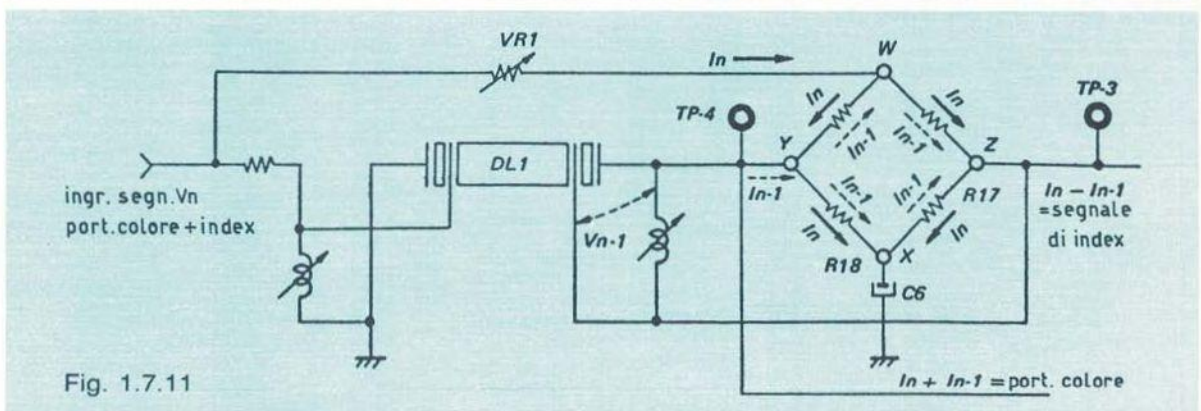 VR1
In
W
TP-3
TP-4
In
In
Y
In-1
In-1
Z
DL1
In-1
R17
In - In-1
=segnale
di index
ingr. segn.Vn
port.colore+index
Vn-1
In-1
In-1
In
In
R18
X
C6
Fig. 1.7.11
In + In-1 = port. colore